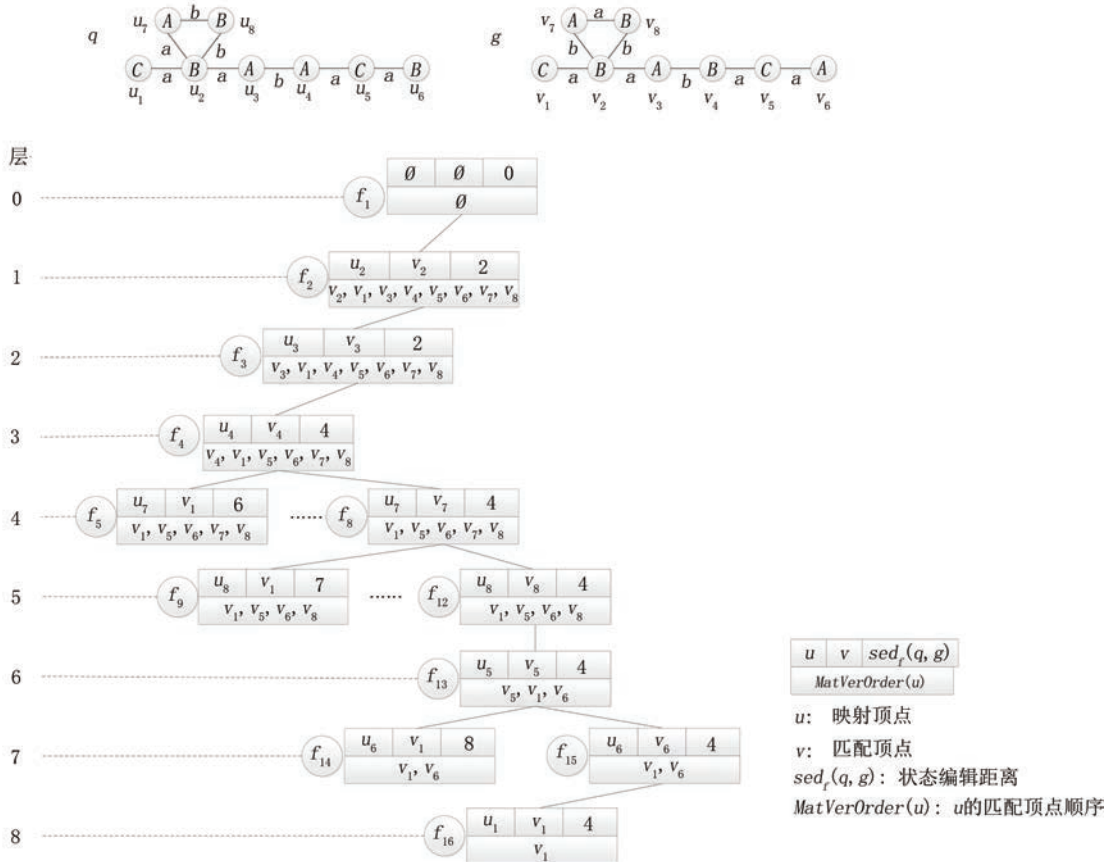 q
u₇ A b B u₈
a b
C a B a A b A a C a B
u₁ u₂ u₃ u₄ u₅ u₆
g
v₇ A a B v₈
b b
C a B a A b B a C a A
v₁ v₂ v₃ v₄ v₅ v₆
层
0
f₁ Ø Ø 0
Ø
1
f₂ u₂ v₂ 2
v₂, v₁, v₃, v₄, v₅, v₆, v₇, v₈
2
f₃ u₃ v₃ 2
v₃, v₁, v₄, v₅, v₆, v₇, v₈
3
f₄ u₄ v₄ 4
v₄, v₁, v₅, v₆, v₇, v₈
4
f₅ u₇ v₁ 6
v₁, v₅, v₆, v₇, v₈
……
f₈ u₇ v₇ 4
v₁, v₅, v₆, v₇, v₈
5
f₉ u₈ v₁ 7
v₁, v₅, v₆, v₈
……
f₁₂ u₈ v₈ 4
v₁, v₅, v₆, v₈
6
f₁₃ u₅ v₅ 4
v₅, v₁, v₆
7
f₁₄ u₆ v₁ 8
v₁, v₆
f₁₅ u₆ v₆ 4
v₁, v₆
8
f₁₆ u₁ v₁ 4
v₁
u v sed_f(q, g)
MatVerOrder(u)
u: 映射顶点
v: 匹配顶点
sed_f(q, g): 状态编辑距离
MatVerOrder(u): u的匹配顶点顺序